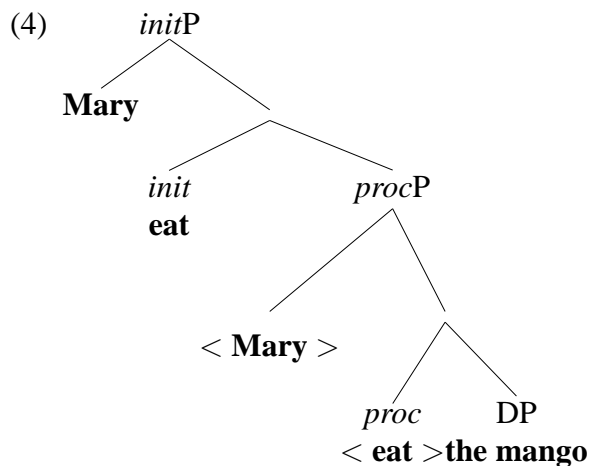 (4) initP
Mary
init procP
eat
< Mary >
proc DP
< eat >the mango